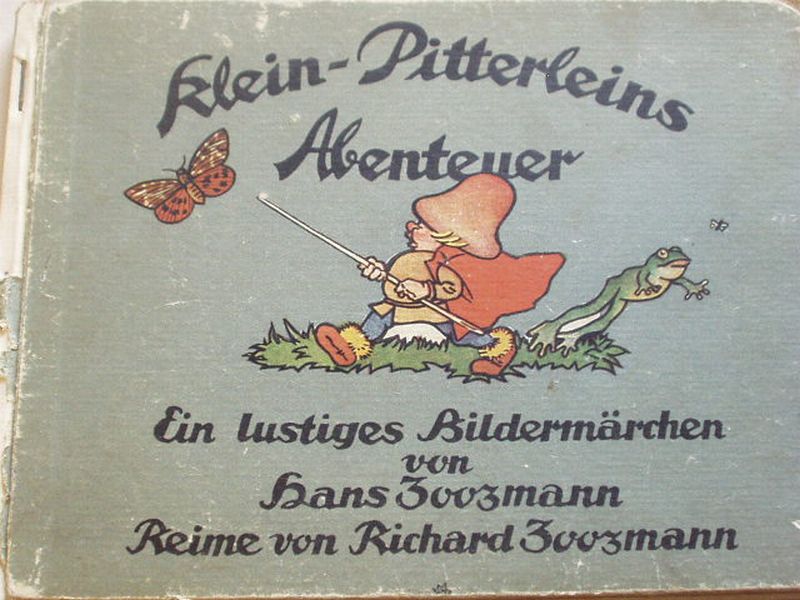 Klein-Pitterleins
Abenteuer
Ein lustiges Bildermärchen
von
Hans Zoozmann
Reime von Richard Zoozmann